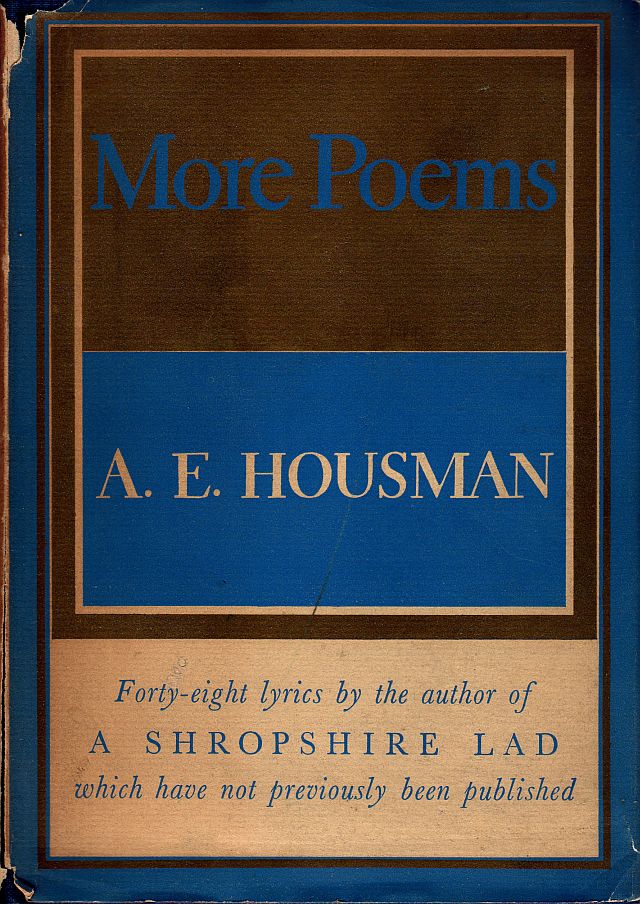 More Poems
A. E. HOUSMAN
Forty-eight lyrics by the author of
A SHROPSHIRE LAD
which have not previously been published